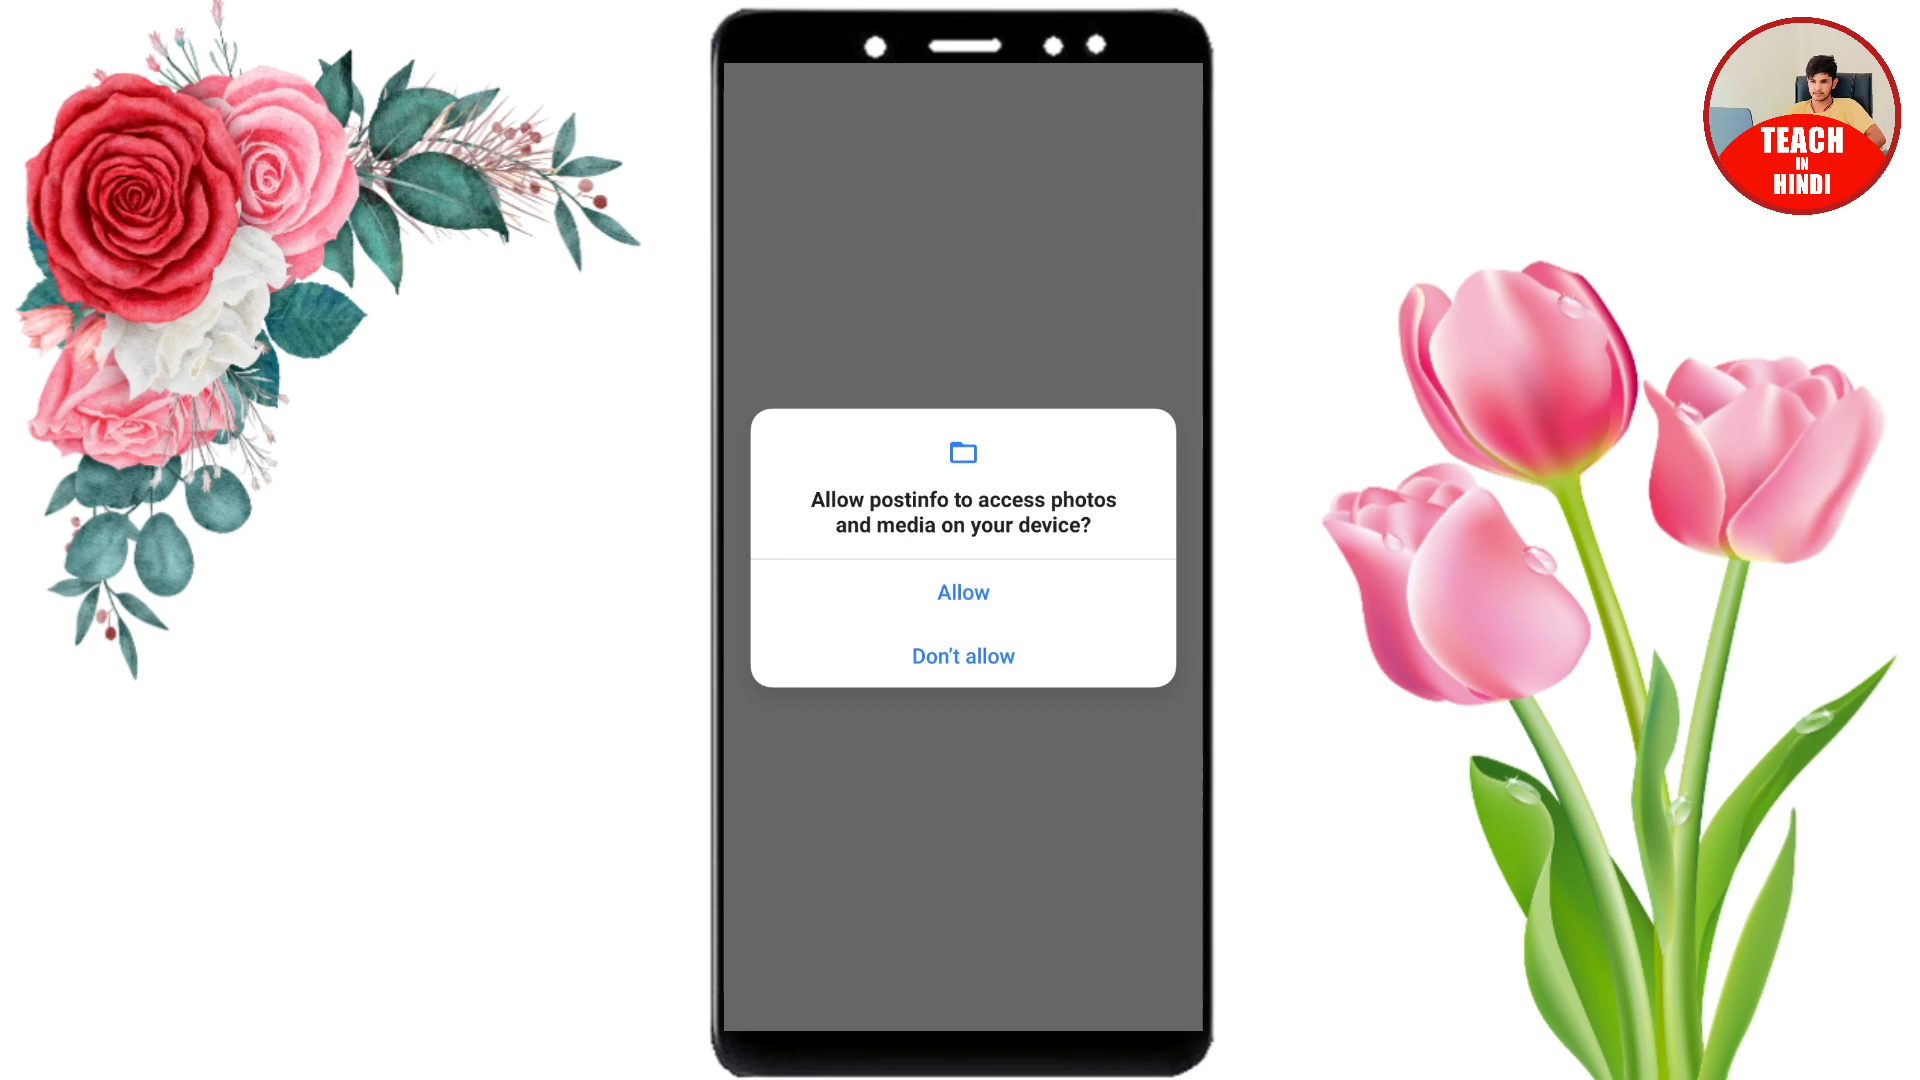 TEACH
IN
HINDI
Allow postinfo to access photos
and media on your device?
Allow
Don't allow